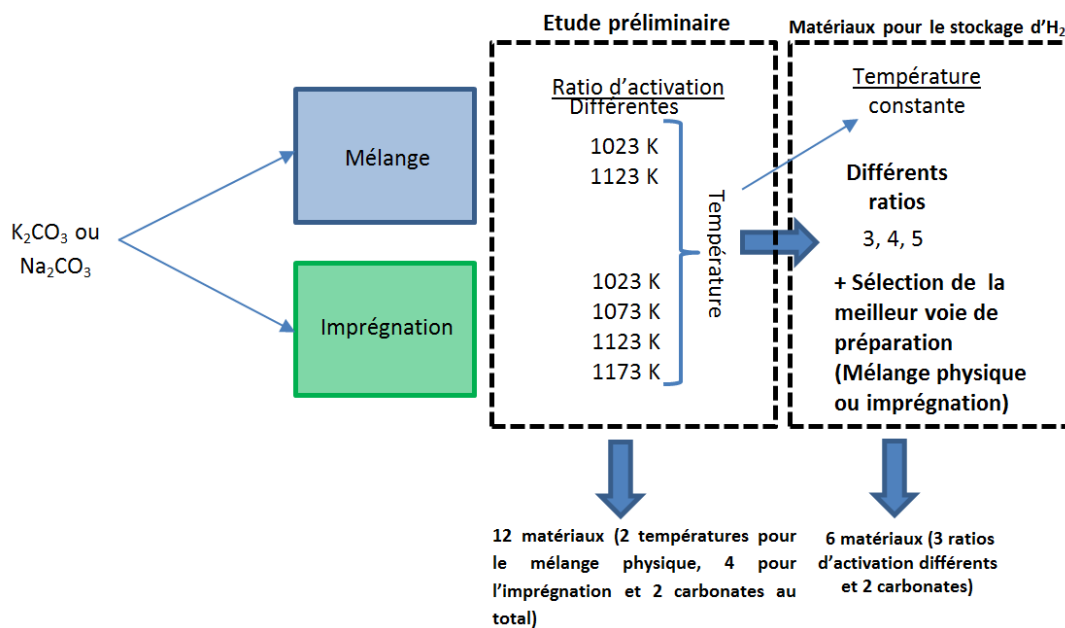 Etude préliminaire
Matériaux pour le stockage d'H₂
Ratio d'activation
Différentes
1023 K
1123 K
1023 K
1073 K
1123 K
1173 K
Température
Température
constante
Différents
ratios
3, 4, 5
+ Sélection de la
meilleur voie de
préparation
(Mélange physique
ou imprégnation)
Mélange
K₂CO₃ ou
Na₂CO₃
Imprégnation
12 matériaux (2 températures pour
le mélange physique, 4 pour
l'imprégnation et 2 carbonates au
total)
6 matériaux (3 ratios
d'activation différents
et 2 carbonates)